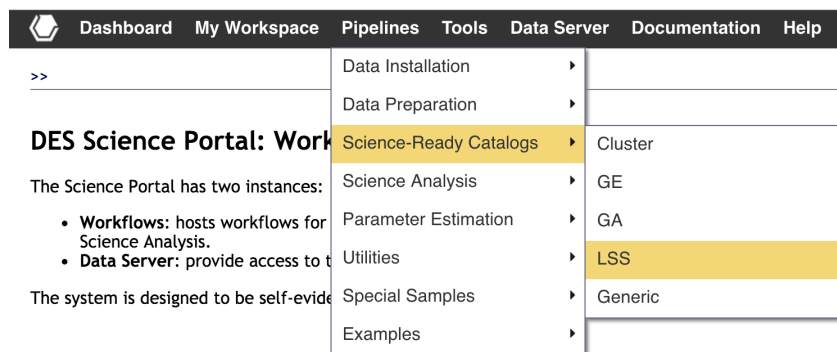 Dashboard My Workspace Pipelines Tools Data Server Documentation Help
>>
Data Installation
Data Preparation
DES Science Portal: Work
Science-Ready Catalogs
Cluster
The Science Portal has two instances:
Science Analysis
GE
Workflows: hosts workflows for
Science Analysis.
Parameter Estimation
GA
Data Server: provide access to t
Utilities
LSS
The system is designed to be self-evide
Special Samples
Generic
Examples